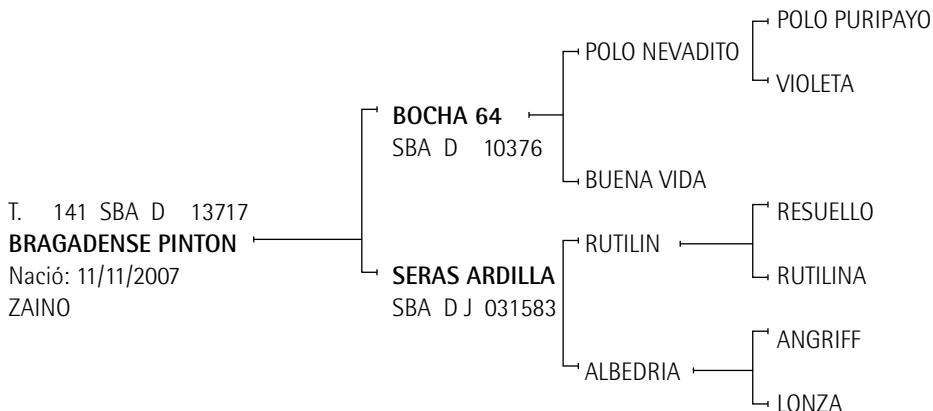 T. 141 SBA D 13717
BRAGADENSE PINTON
Nació: 11/11/2007
ZAINO
BOCHA 64
SBA D 10376
SERAS ARDILLA
SBA D J 031583
POLO NEVADITO
BUENA VIDA
RUTILIN
ALBEDRIA
POLO PURIPAYO
VIOLETA
RESUELLO
RUTILINA
ANGRIFF
LONZA